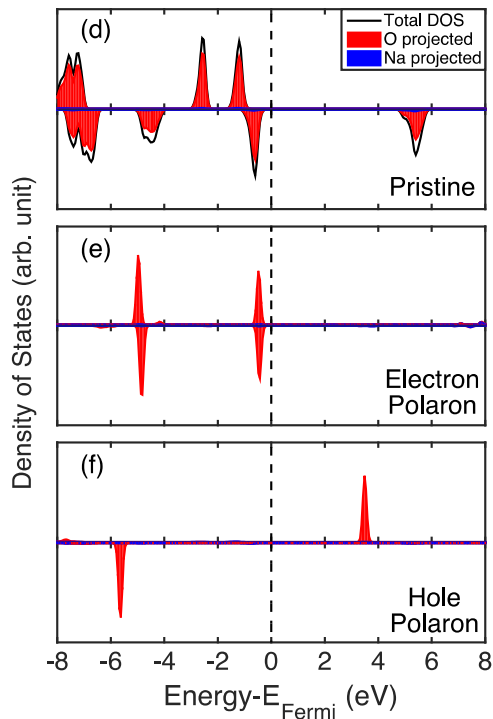 (d)
Total DOS
O projected
Na projected
Pristine
(e)
Electron
Polaron
(f)
Hole
Polaron
Density of States (arb. unit)
-8 -6 -4 -2 0 2 4 6 8
Energy-E_Fermi (eV)